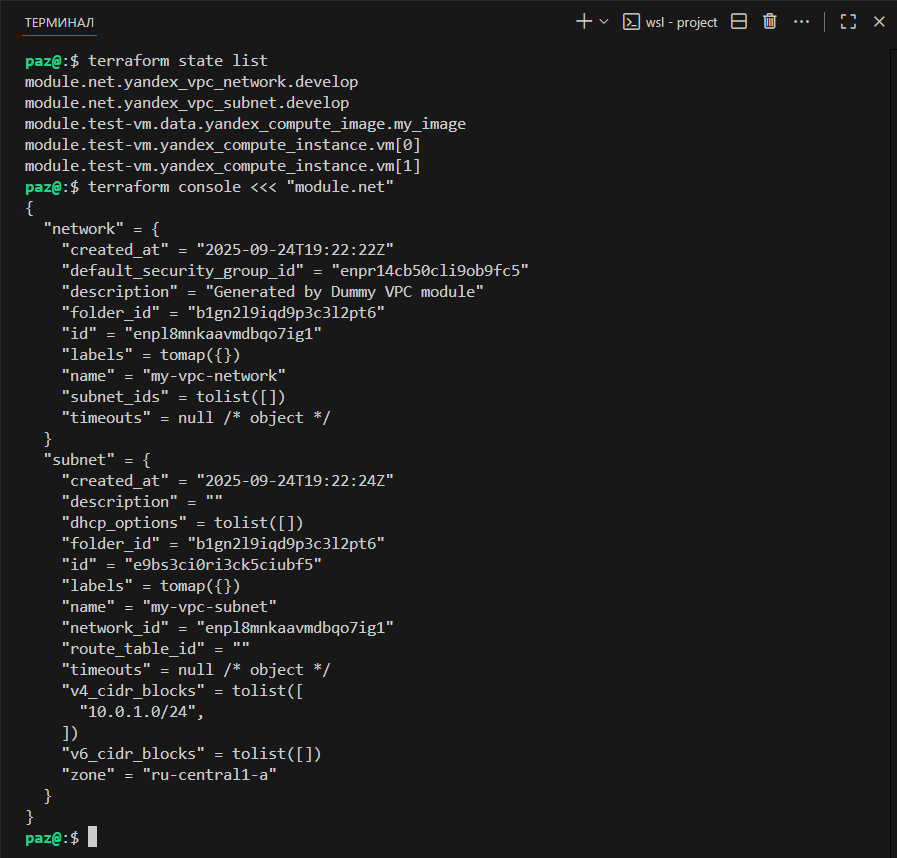 ТЕРМИНАЛ
wsl - project
paz@:$ terraform state list
module.net.yandex_vpc_network.develop
module.net.yandex_vpc_subnet.develop
module.test-vm.data.yandex_compute_image.my_image
module.test-vm.yandex_compute_instance.vm[0]
module.test-vm.yandex_compute_instance.vm[1]
paz@:$ terraform console <<< "module.net"
{
  "network" = {
    "created_at" = "2025-09-24T19:22:22Z"
    "default_security_group_id" = "enpr14cb50cli9ob9fc5"
    "description" = "Generated by Dummy VPC module"
    "folder_id" = "b1gn2l9iqd9p3c3l2pt6"
    "id" = "enpl8mnkaavmdbqo7ig1"
    "labels" = tomap({})
    "name" = "my-vpc-network"
    "subnet_ids" = tolist([])
    "timeouts" = null /* object */
  }
  "subnet" = {
    "created_at" = "2025-09-24T19:22:24Z"
    "description" = ""
    "dhcp_options" = tolist([])
    "folder_id" = "b1gn2l9iqd9p3c3l2pt6"
    "id" = "e9bs3ci0ri3ck5ciubf5"
    "labels" = tomap({})
    "name" = "my-vpc-subnet"
    "network_id" = "enpl8mnkaavmdbqo7ig1"
    "route_table_id" = ""
    "timeouts" = null /* object */
    "v4_cidr_blocks" = tolist([
      "10.0.1.0/24",
    ])
    "v6_cidr_blocks" = tolist([])
    "zone" = "ru-central1-a"
  }
}
paz@:$